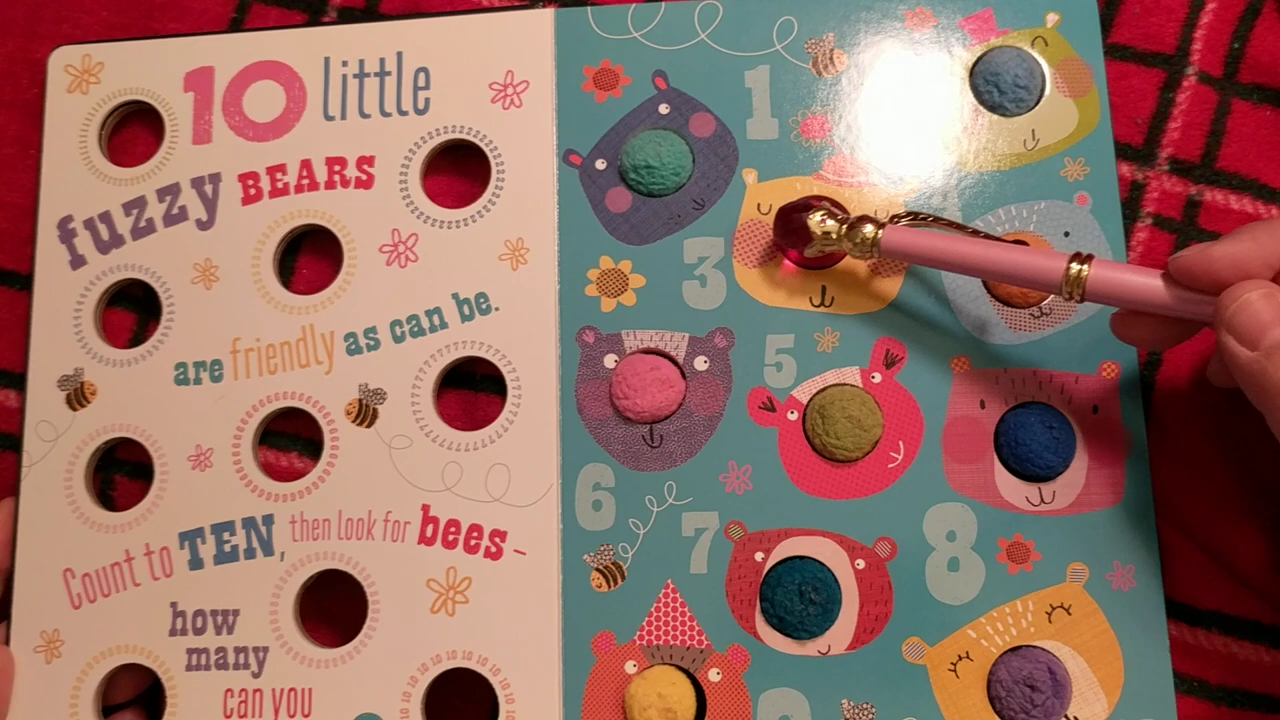 10 little
fuzzy BEARS
are friendly as can be.
Count to TEN, then look for bees-
how
many
can you
1
3
5
6
7
8